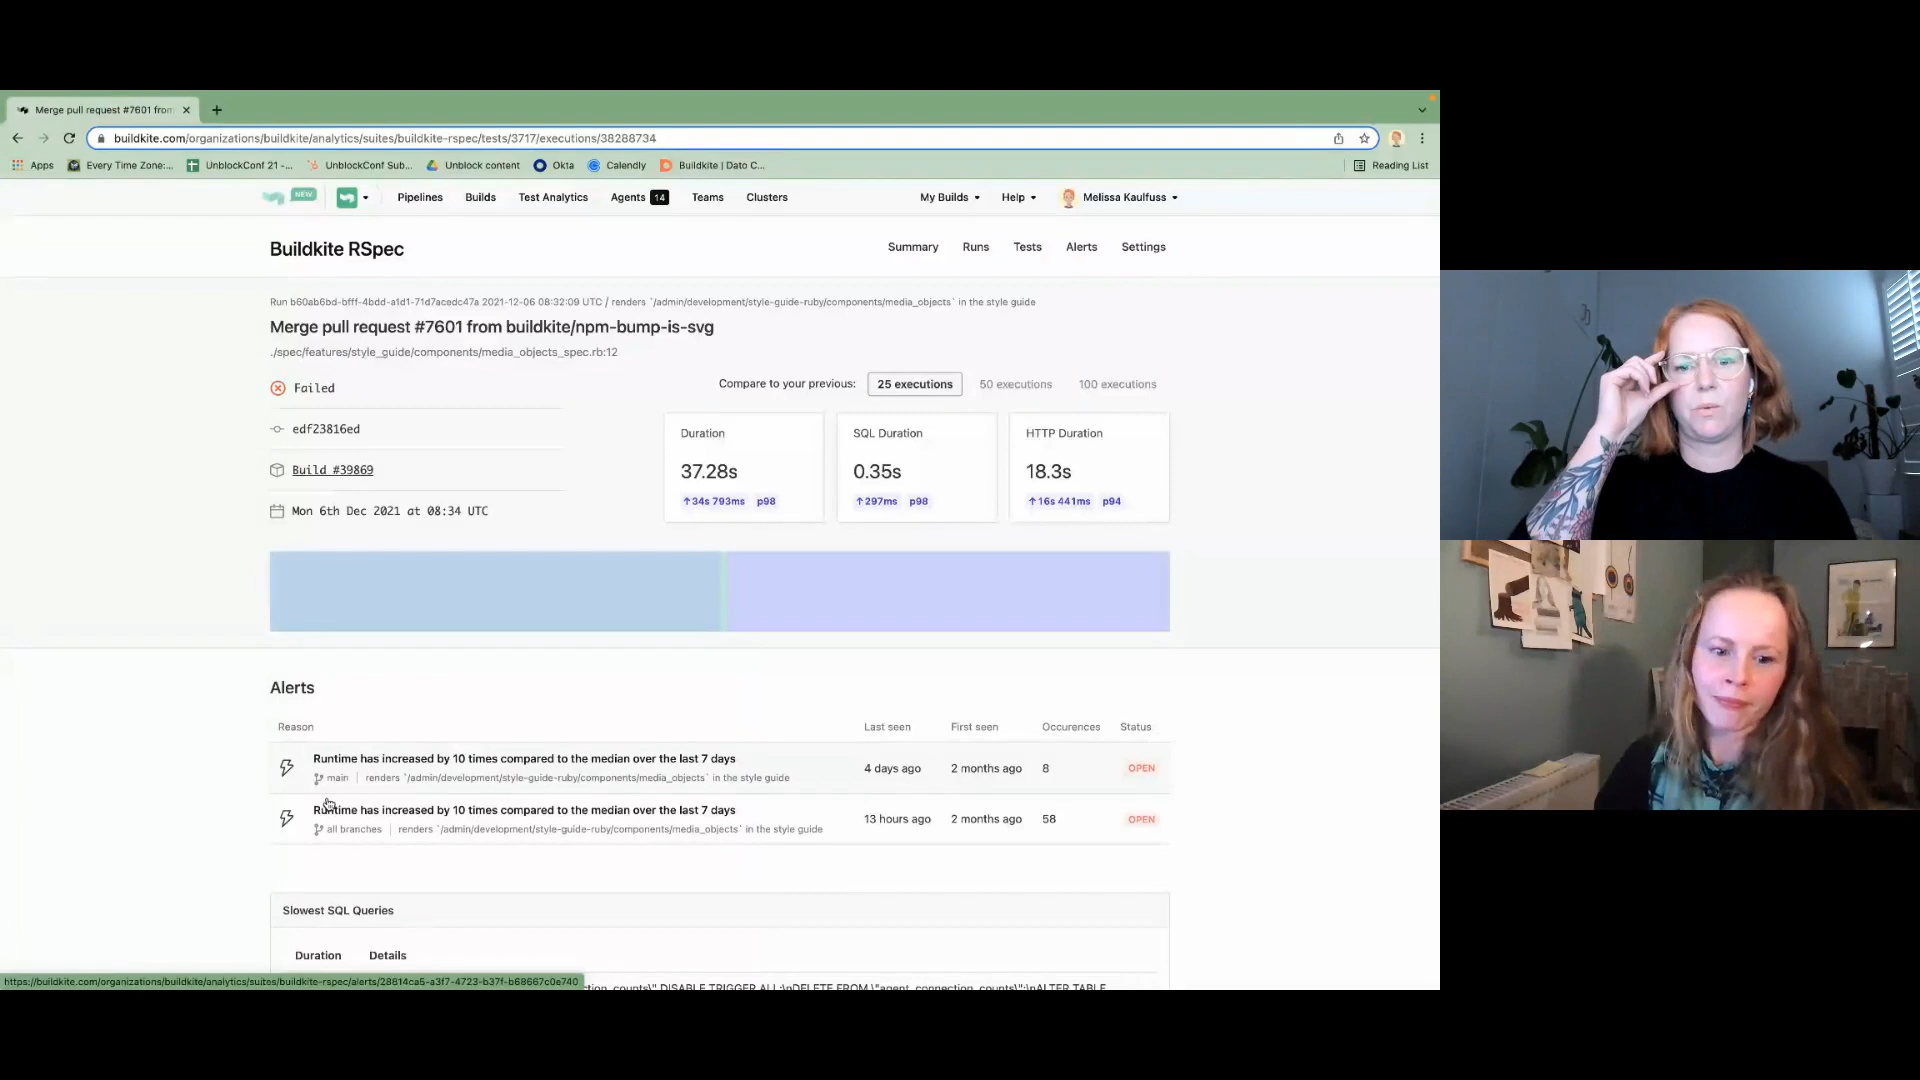 Merge pull request #7601 from
buildkite.com/organizations/buildkite/analytics/suites/buildkite-rspec/tests/3717/executions/38288734
Apps Every Time Zone:... UnblockConf 21 -... UnblockConf Sub... Unblock content Okta Calendly Buildkite | Dato C... Reading List
NEW Pipelines Builds Test Analytics Agents 14 Teams Clusters My Builds Help Melissa Kaulfuss
Buildkite RSpec Summary Runs Tests Alerts Settings
Run b60ab6bd-bfff-4bdd-a1d1-71d7acedc47a 2021-12-06 08:32:09 UTC / renders `/admin/development/style-guide-ruby/components/media_objects` in the style guide
Merge pull request #7601 from buildkite/npm-bump-is-svg
./spec/features/style_guide/components/media_objects_spec.rb:12
Failed
edf23816ed
Build #39869
Mon 6th Dec 2021 at 08:34 UTC
Compare to your previous: 25 executions 50 executions 100 executions
Duration
37.28s
↑34s 793ms p98
SQL Duration
0.35s
↑297ms p98
HTTP Duration
18.3s
↑16s 441ms p94
Alerts
Reason Last seen First seen Occurences Status
Runtime has increased by 10 times compared to the median over the last 7 days
main | renders `/admin/development/style-guide-ruby/components/media_objects` in the style guide
4 days ago 2 months ago 8 OPEN
Runtime has increased by 10 times compared to the median over the last 7 days
all branches | renders `/admin/development/style-guide-ruby/components/media_objects` in the style guide
13 hours ago 2 months ago 58 OPEN
Slowest SQL Queries
Duration Details
https://buildkite.com/organizations/buildkite/analytics/suites/buildkite-rspec/alerts/28814ca5-a3f7-4723-b37f-b68667c0e740
DISABLE TRIGGER ALL;\nDELETE FROM \"agent_connection_counts\";\nALTER TABLE